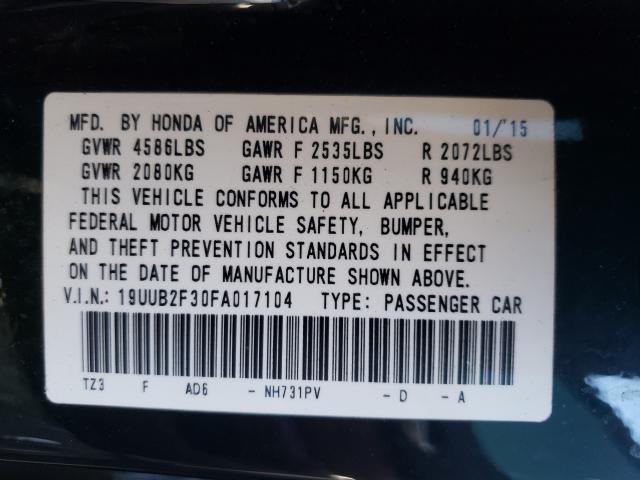 MFD. BY HONDA OF AMERICA MFG., INC. 01/'15
GVWR 4586LBS GAWR F 2535LBS R 2072LBS
GVWR 2080KG GAWR F 1150KG R 940KG
THIS VEHICLE CONFORMS TO ALL APPLICABLE
FEDERAL MOTOR VEHICLE SAFETY, BUMPER,
AND THEFT PREVENTION STANDARDS IN EFFECT
ON THE DATE OF MANUFACTURE SHOWN ABOVE.
V.I.N.: 19UUB2F30FA017104 TYPE: PASSENGER CAR
TZ3 F AD6 - NH731PV - D - A